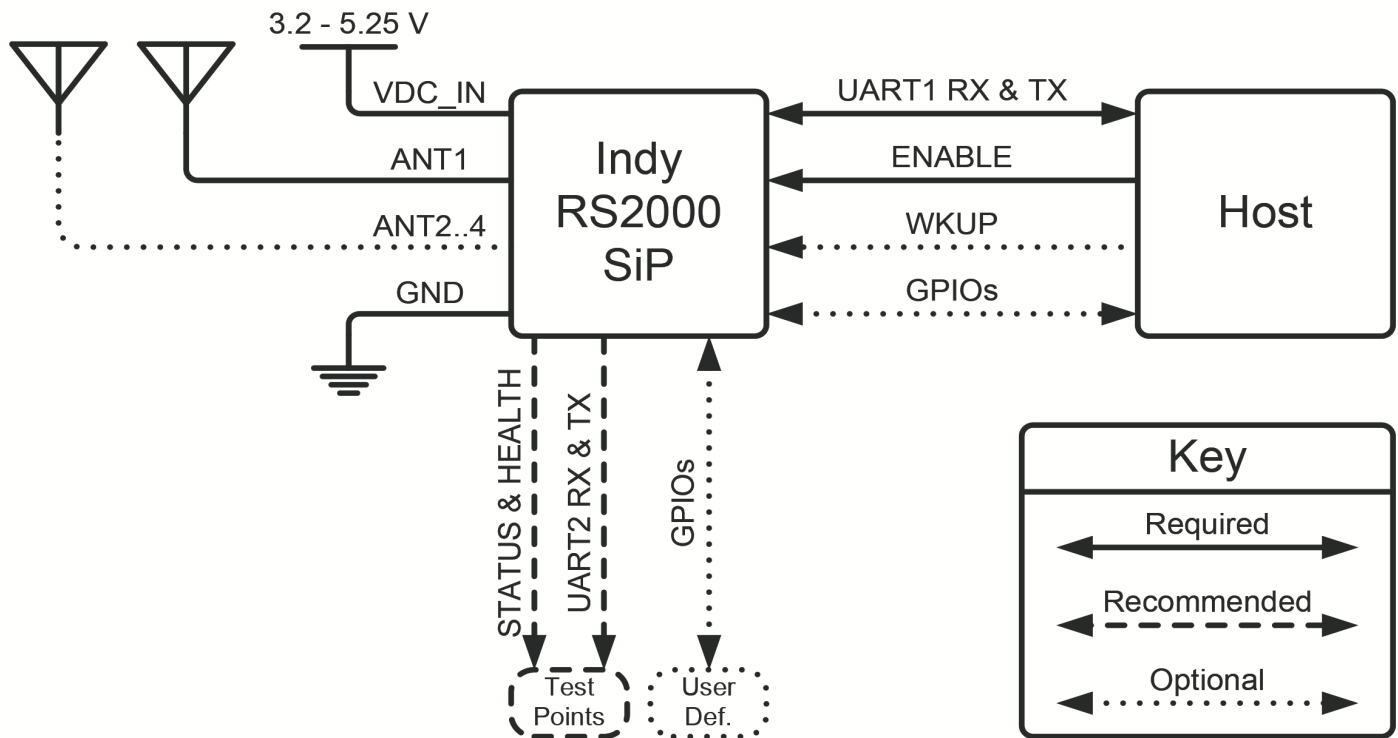 3.2 - 5.25 V
VDC_IN
ANT1
ANT2..4
GND
Indy
RS2000
SiP
UART1 RX & TX
ENABLE
WKUP
GPIOs
Host
STATUS & HEALTH
UART2 RX & TX
GPIOs
Test
Points
User
Def.
Key
Required
Recommended
Optional